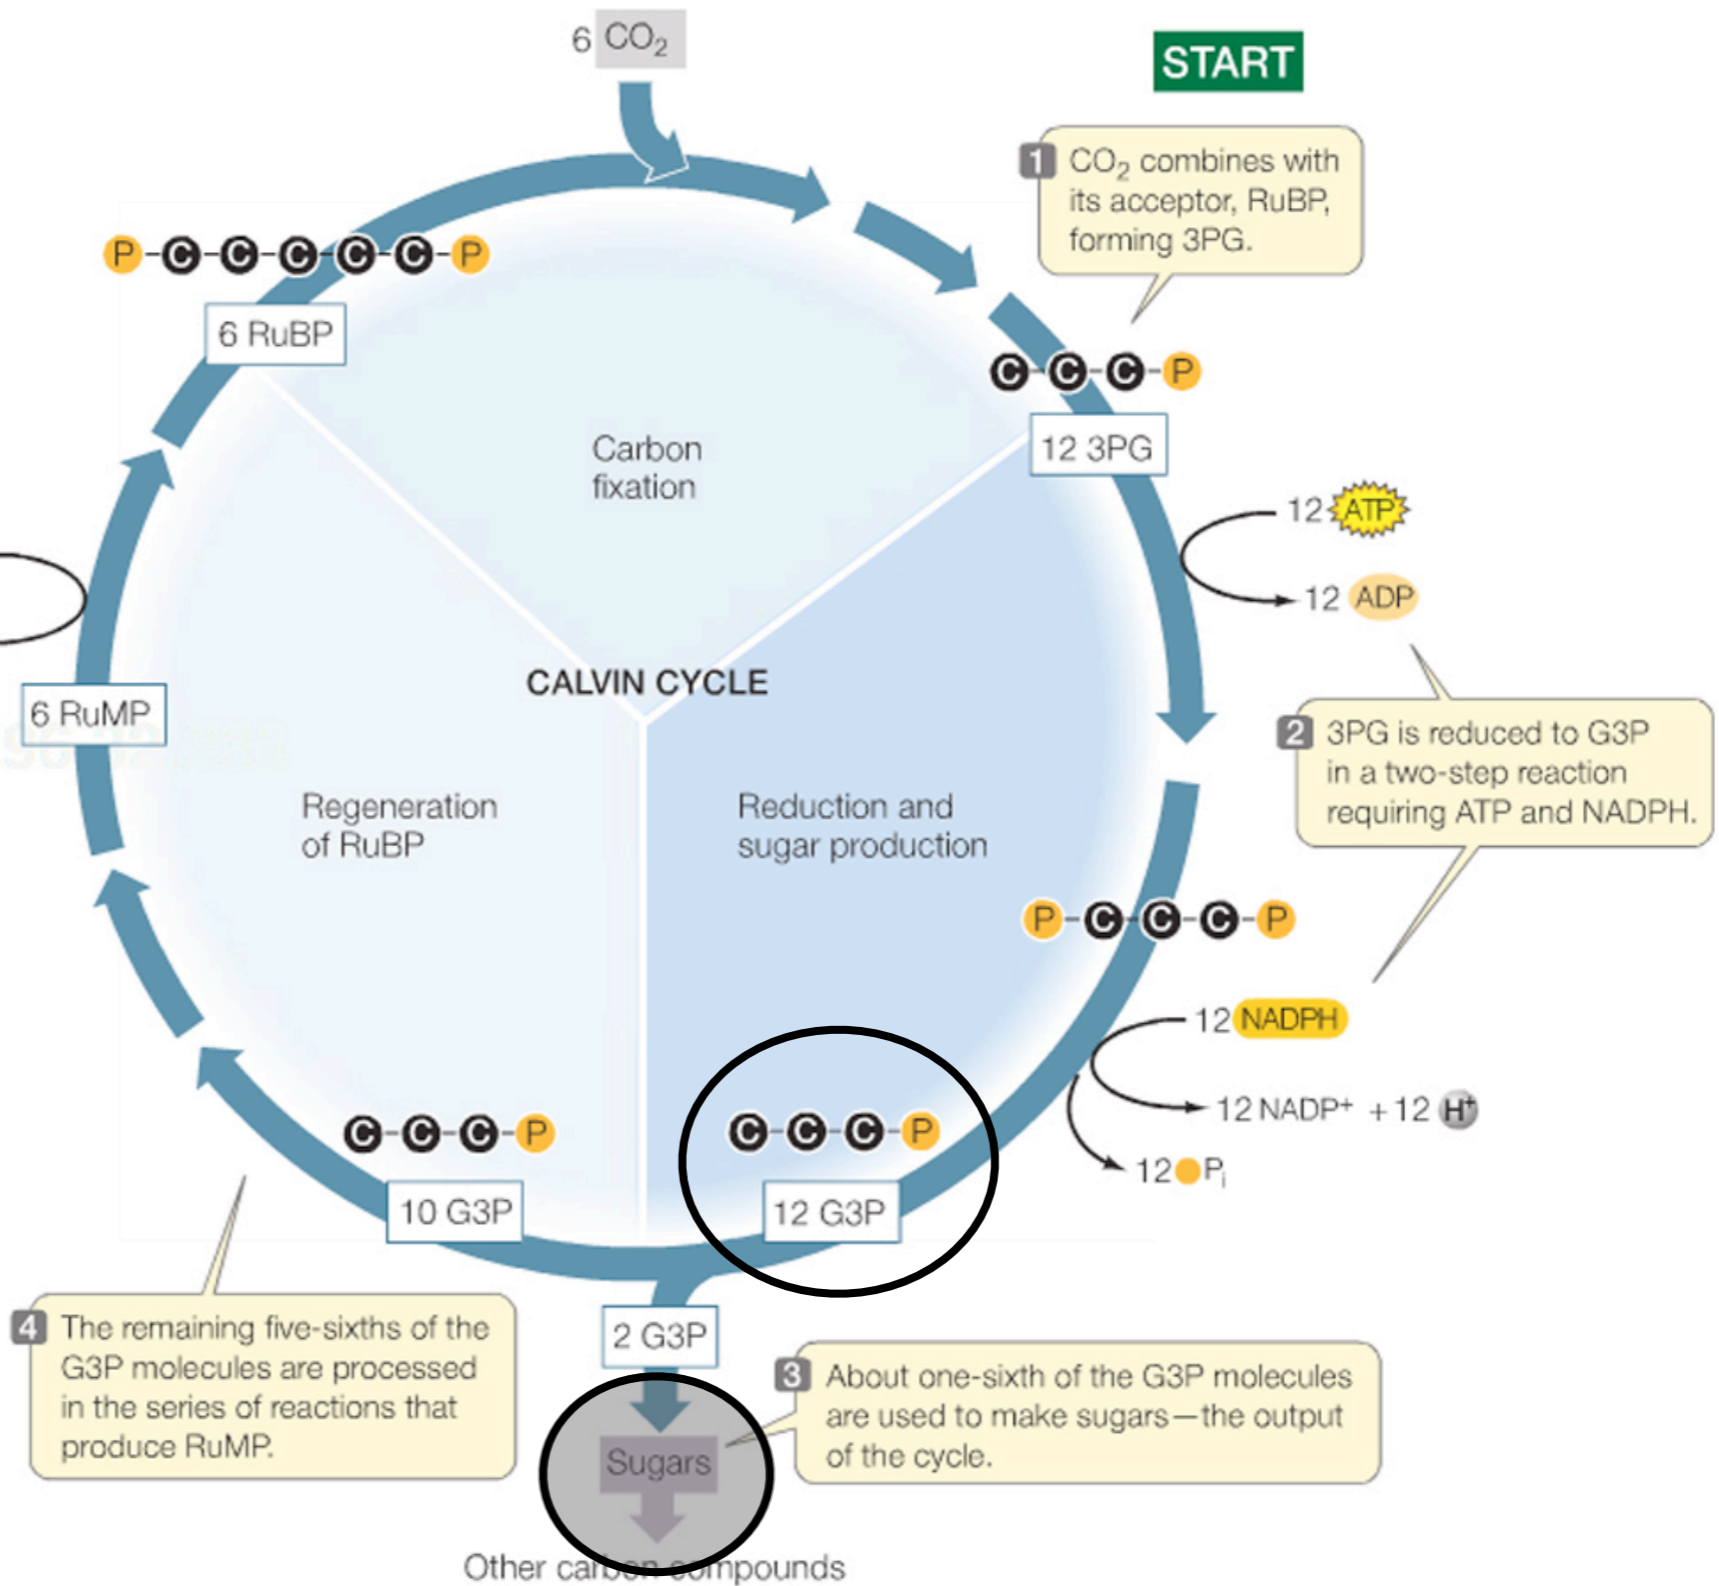 6 CO₂
START
1 CO₂ combines with
its acceptor, RuBP,
forming 3PG.
P-C-C-C-C-C-P
6 RuBP
C-C-C-P
12 3PG
Carbon
fixation
12 ATP
12 ADP
CALVIN CYCLE
6 RuMP
2 3PG is reduced to G3P
in a two-step reaction
requiring ATP and NADPH.
Regeneration
of RuBP
Reduction and
sugar production
P-C-C-C-P
12 NADPH
12 NADP⁺ + 12 H⁺
12 Pᵢ
C-C-C-P
10 G3P
C-C-C-P
12 G3P
2 G3P
4 The remaining five-sixths of the
G3P molecules are processed
in the series of reactions that
produce RuMP.
3 About one-sixth of the G3P molecules
are used to make sugars—the output
of the cycle.
Sugars
Other carbon compounds